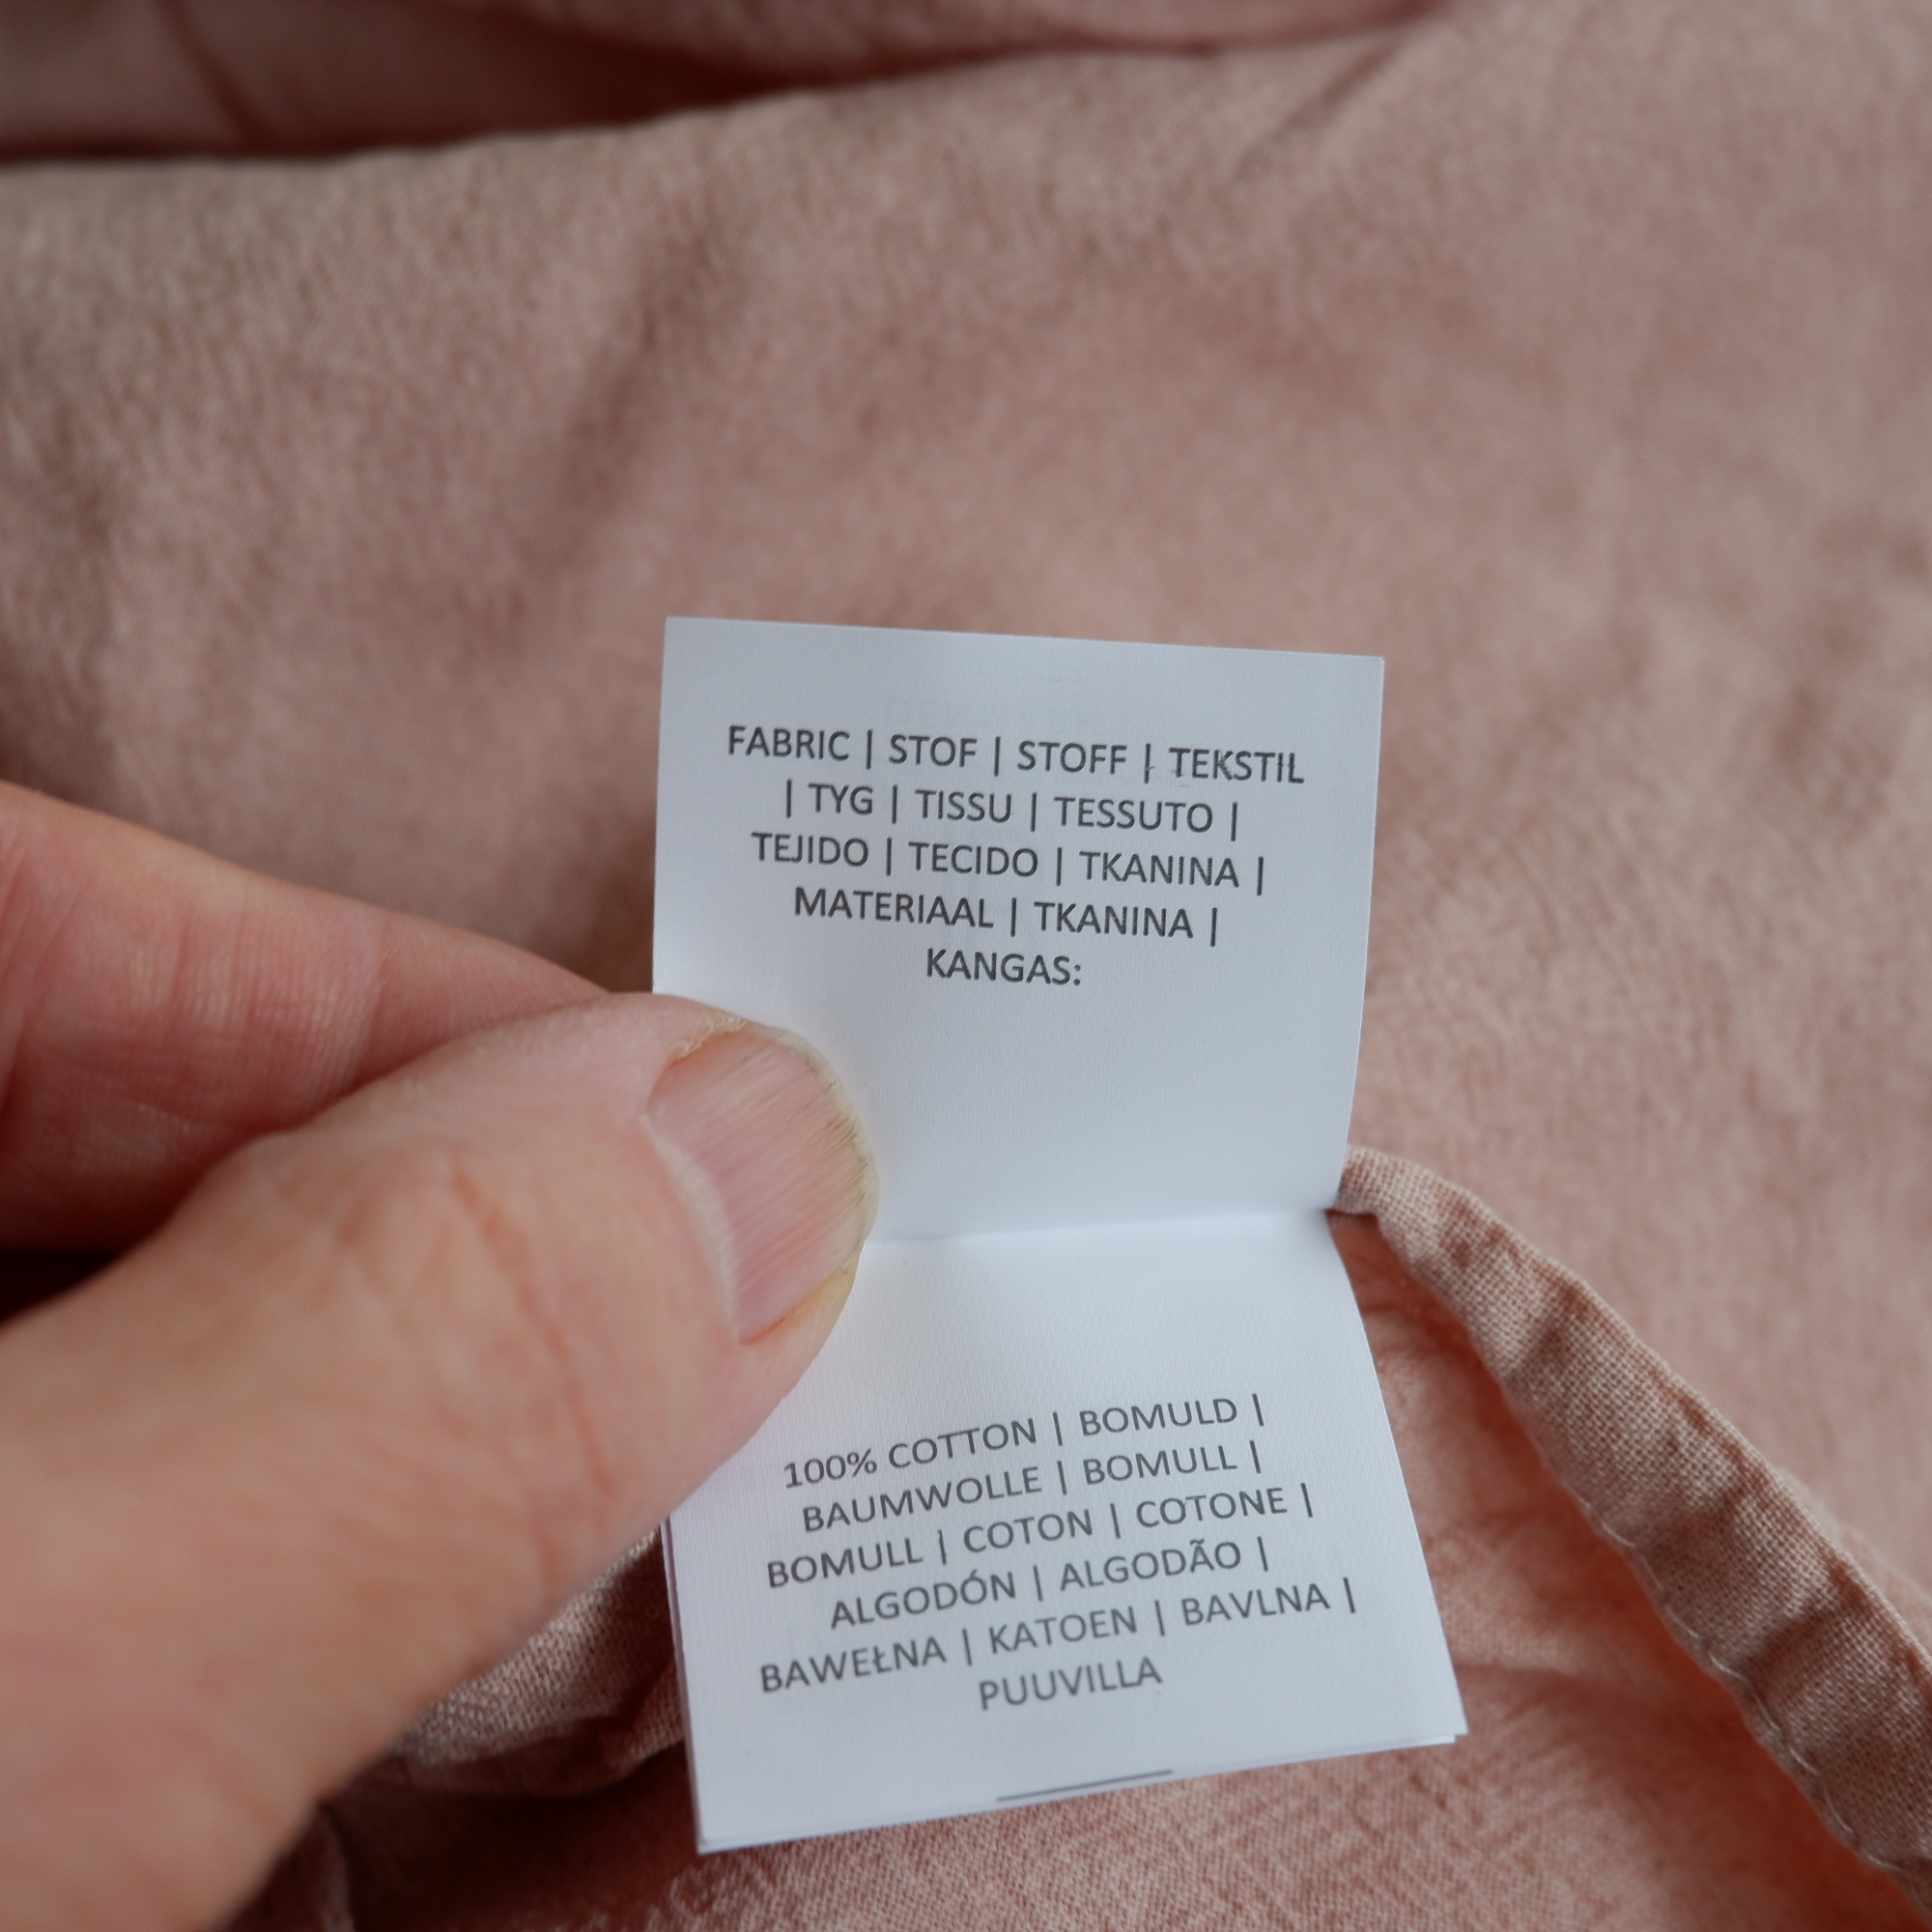 FABRIC | STOF | STOFF | TEKSTIL
| TYG | TISSU | TESSUTO |
TEJIDO | TECIDO | TKANINA |
MATERIAAL | TKANINA |
KANGAS:
100% COTTON | BOMULD |
BAUMWOLLE | BOMULL |
BOMULL | COTON | COTONE |
ALGODÓN | ALGODÃO |
BAWEŁNA | KATOEN | BAVLNA |
PUUVILLA